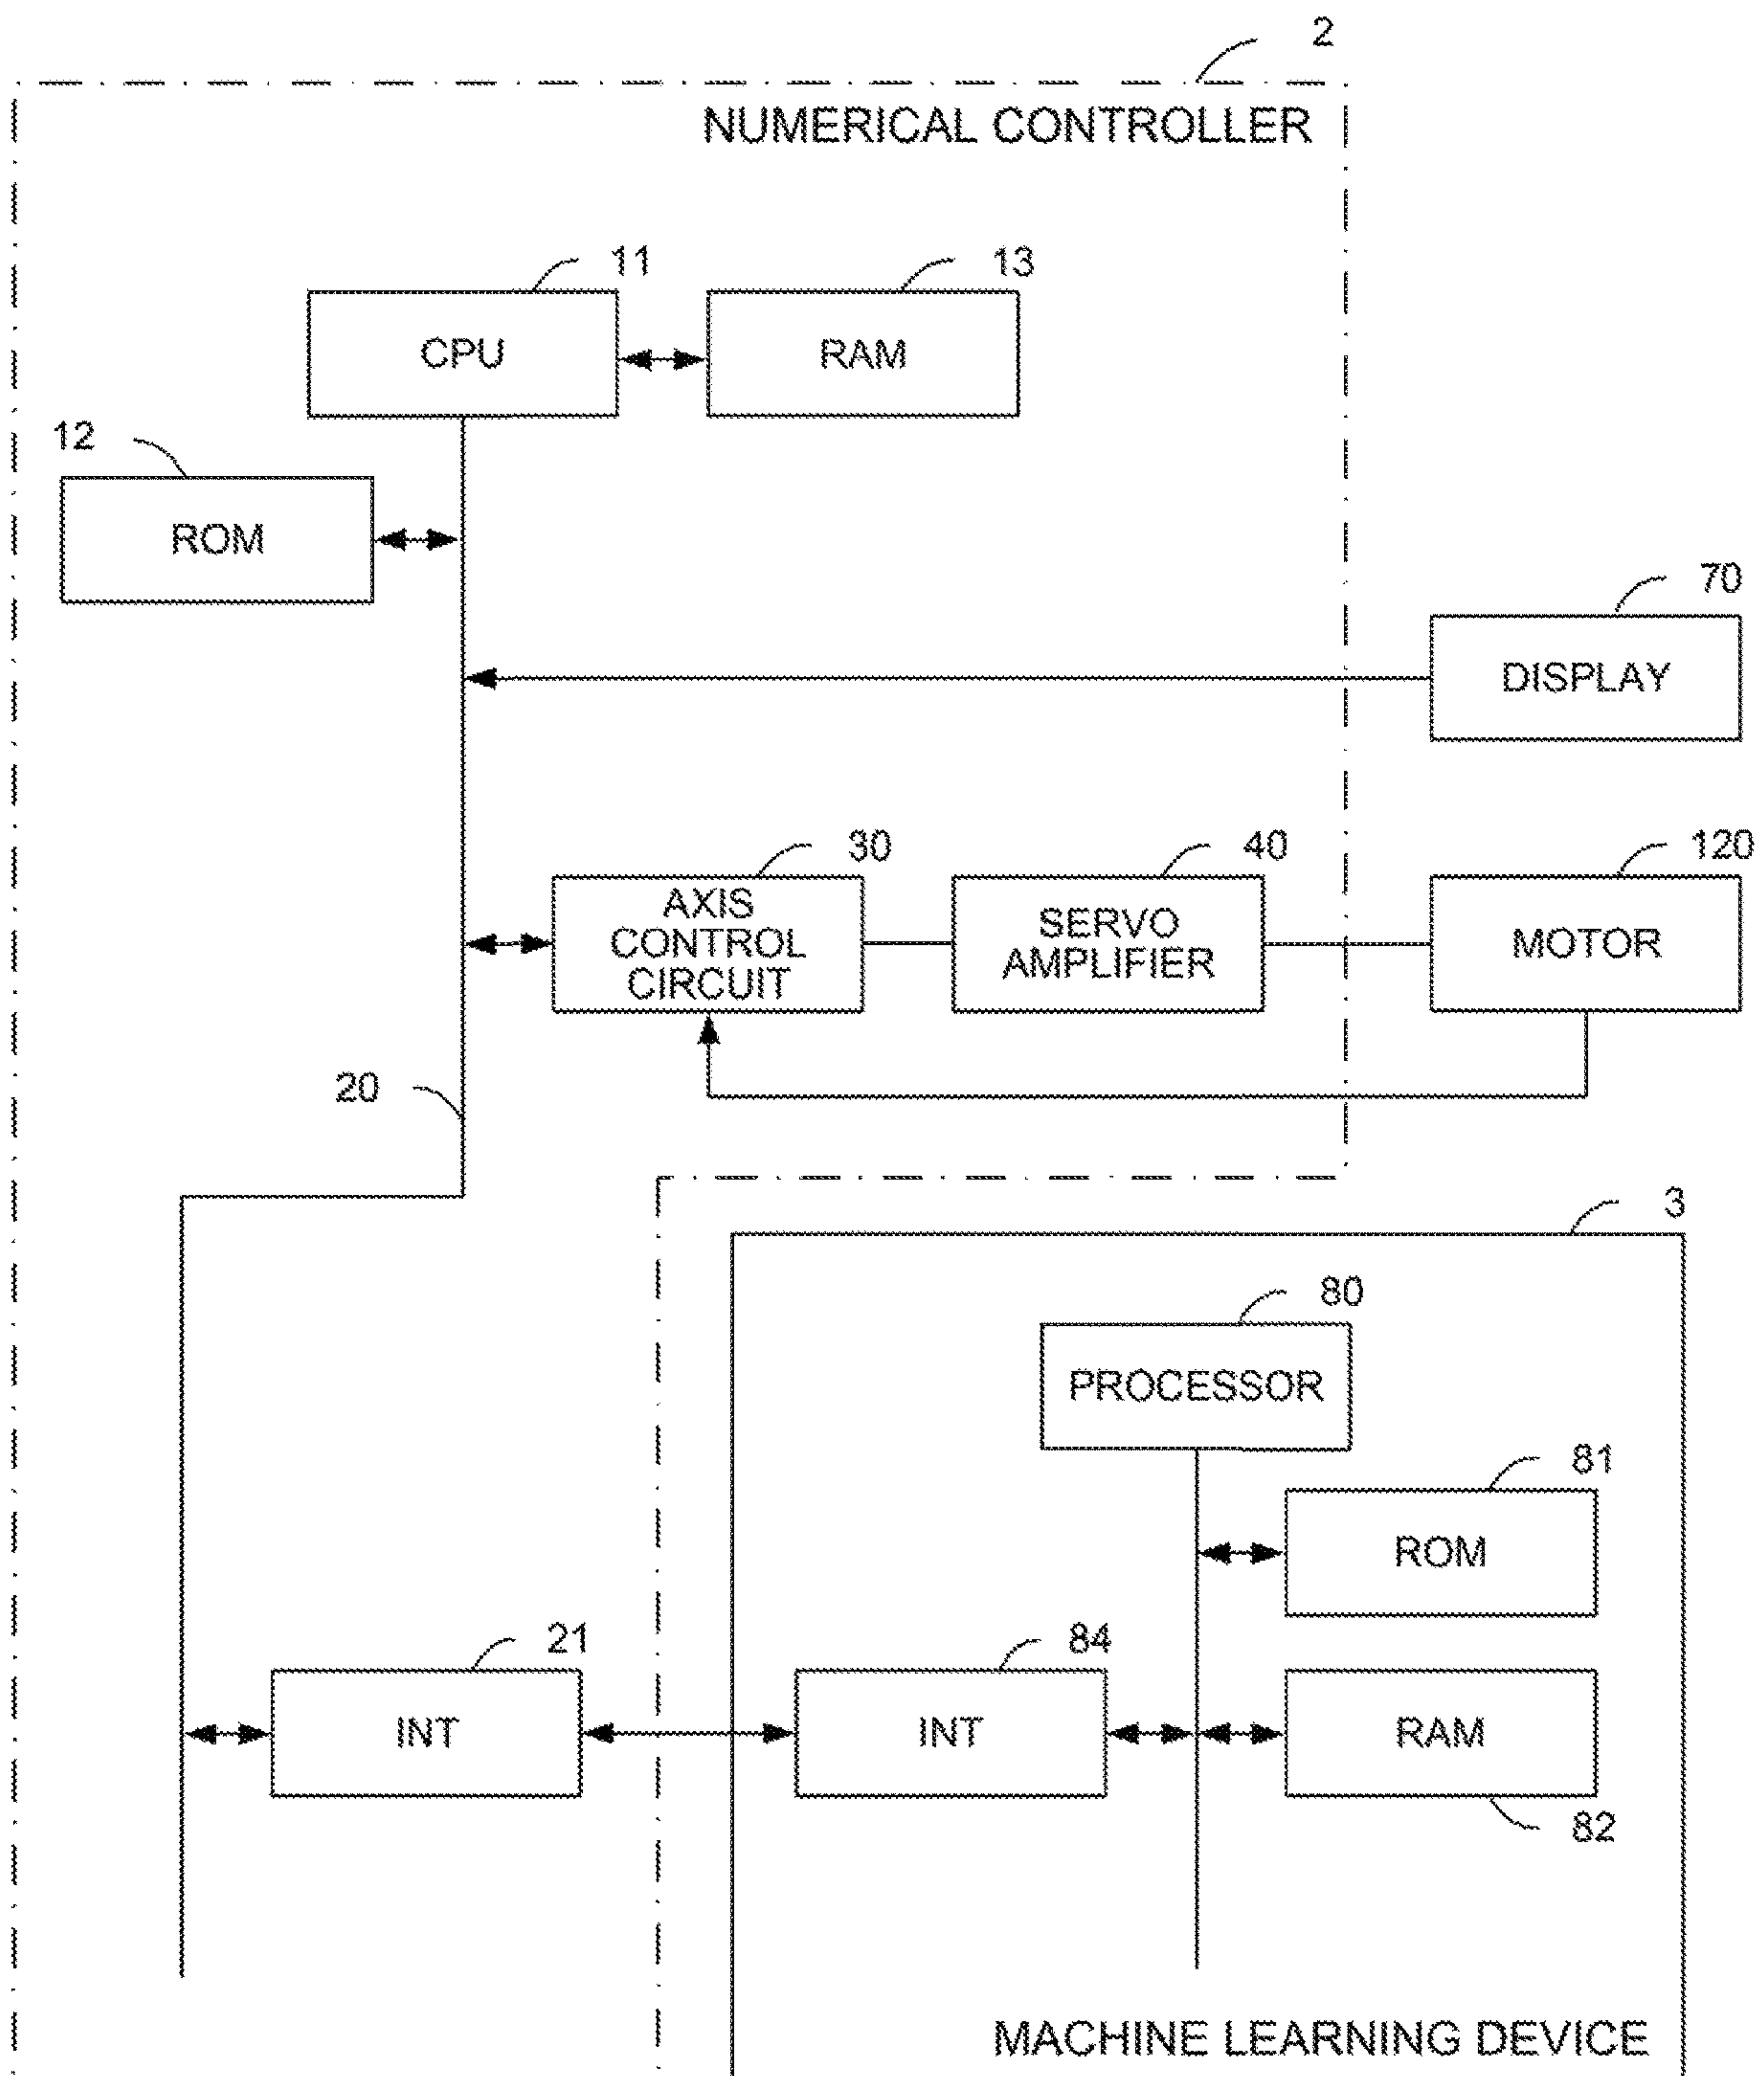 2
NUMERICAL CONTROLLER
11
13
CPU
RAM
12
ROM
70
DISPLAY
30
40
120
AXIS
CONTROL
CIRCUIT
SERVO
AMPLIFIER
MOTOR
20
3
80
PROCESSOR
81
ROM
21
84
INT
INT
RAM
82
MACHINE LEARNING DEVICE